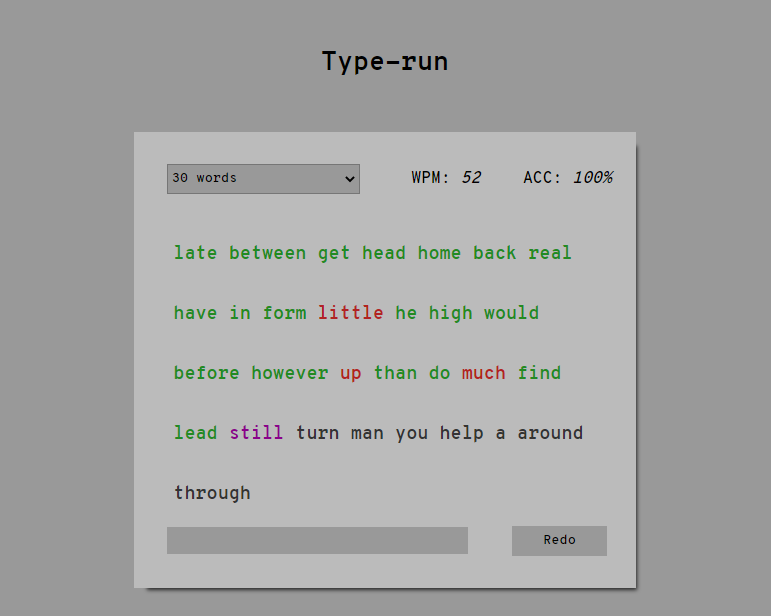 Type-run
30 words WPM: 52 ACC: 100%
late between get head home back real
have in form little he high would
before however up than do much find
lead still turn man you help a around
through
Redo